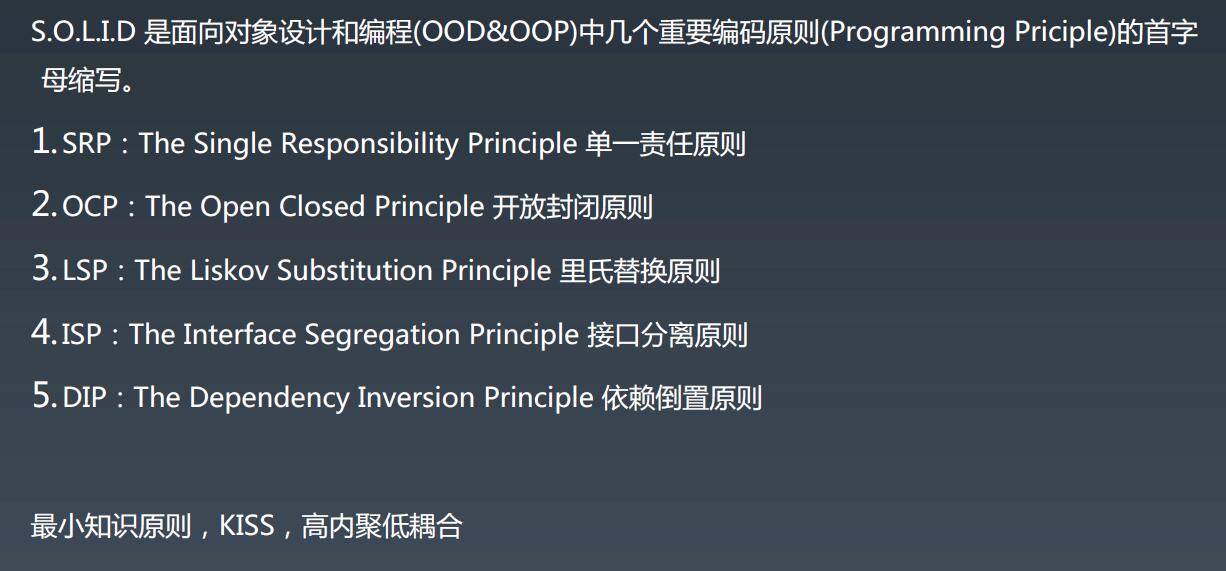 S.O.L.I.D 是面向对象设计和编程(OOD&OOP)中几个重要编码原则(Programming Priciple)的首字
母缩写。
1. SRP：The Single Responsibility Principle 单一责任原则
2. OCP：The Open Closed Principle 开放封闭原则
3. LSP：The Liskov Substitution Principle 里氏替换原则
4. ISP：The Interface Segregation Principle 接口分离原则
5. DIP：The Dependency Inversion Principle 依赖倒置原则
最小知识原则，KISS，高内聚低耦合